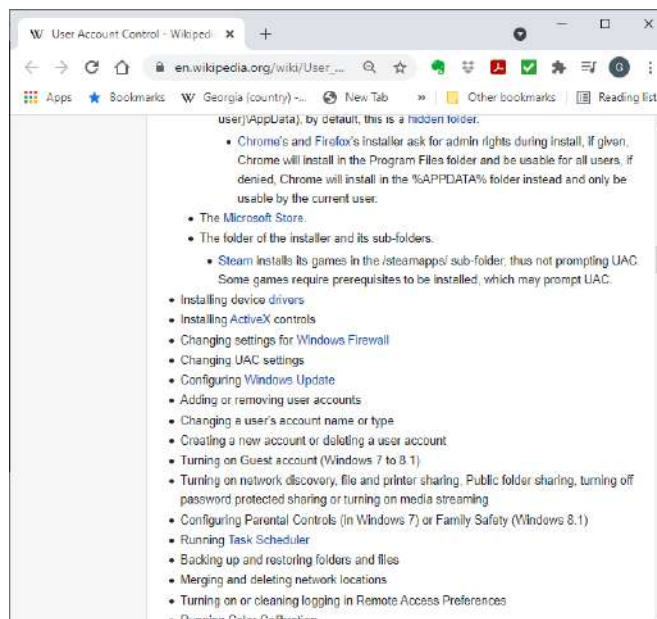 W User Account Control - Wikipedi
en.wikipedia.org/wiki/User_...
G
Apps Bookmarks W Georgia (country) -... New Tab » Other bookmarks Reading list
user]\AppData), by default, this is a hidden folder.
• Chrome's and Firefox's installer ask for admin rights during install, if given,
Chrome will install in the Program Files folder and be usable for all users, if
denied, Chrome will install in the %APPDATA% folder instead and only be
usable by the current user.
• The Microsoft Store.
• The folder of the installer and its sub-folders.
• Steam installs its games in the /steamapps/ sub-folder, thus not prompting UAC.
Some games require prerequisites to be installed, which may prompt UAC.
• Installing device drivers
• Installing ActiveX controls
• Changing settings for Windows Firewall
• Changing UAC settings
• Configuring Windows Update
• Adding or removing user accounts
• Changing a user's account name or type
• Creating a new account or deleting a user account
• Turning on Guest account (Windows 7 to 8.1)
• Turning on network discovery, file and printer sharing, Public folder sharing, turning off
password protected sharing or turning on media streaming
• Configuring Parental Controls (in Windows 7) or Family Safety (Windows 8.1)
• Running Task Scheduler
• Backing up and restoring folders and files
• Merging and deleting network locations
• Turning on or cleaning logging in Remote Access Preferences
• Running Color Calibration